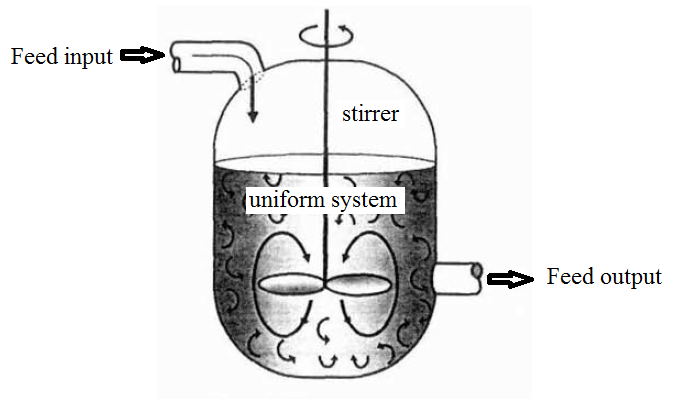 Feed input
stirrer
uniform system
Feed output